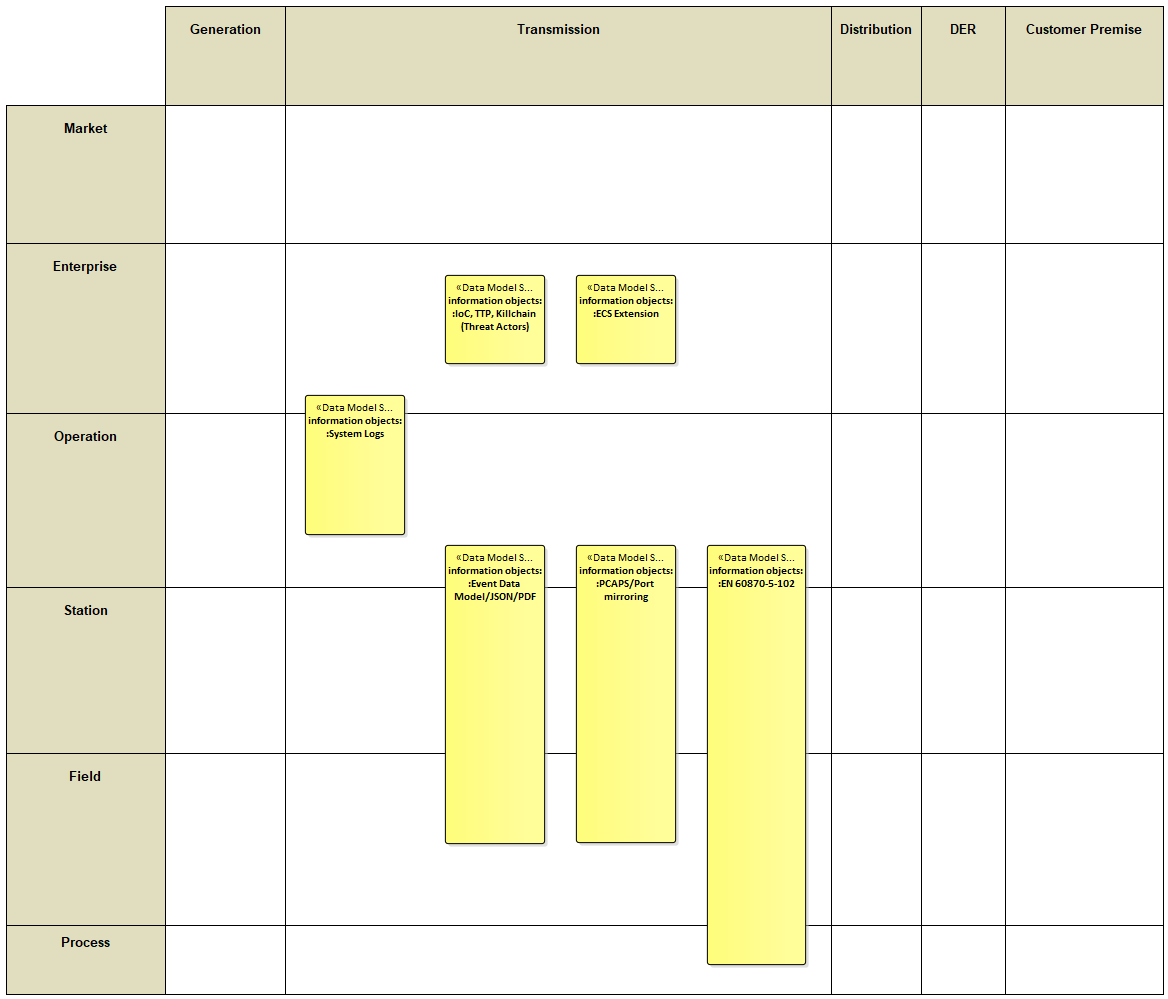 Generation
Transmission
Distribution
DER
Customer Premise
Market
Enterprise
«Data Model S...
information objects:
:IoC, TTP, Killchain
(Threat Actors)
«Data Model S...
information objects:
:ECS Extension
«Data Model S...
information objects:
:System Logs
Operation
«Data Model S...
information objects:
:Event Data
Model/JSON/PDF
«Data Model S...
information objects:
:PCAPS/Port
mirroring
«Data Model S...
information objects:
:EN 60870-5-102
Station
Field
Process